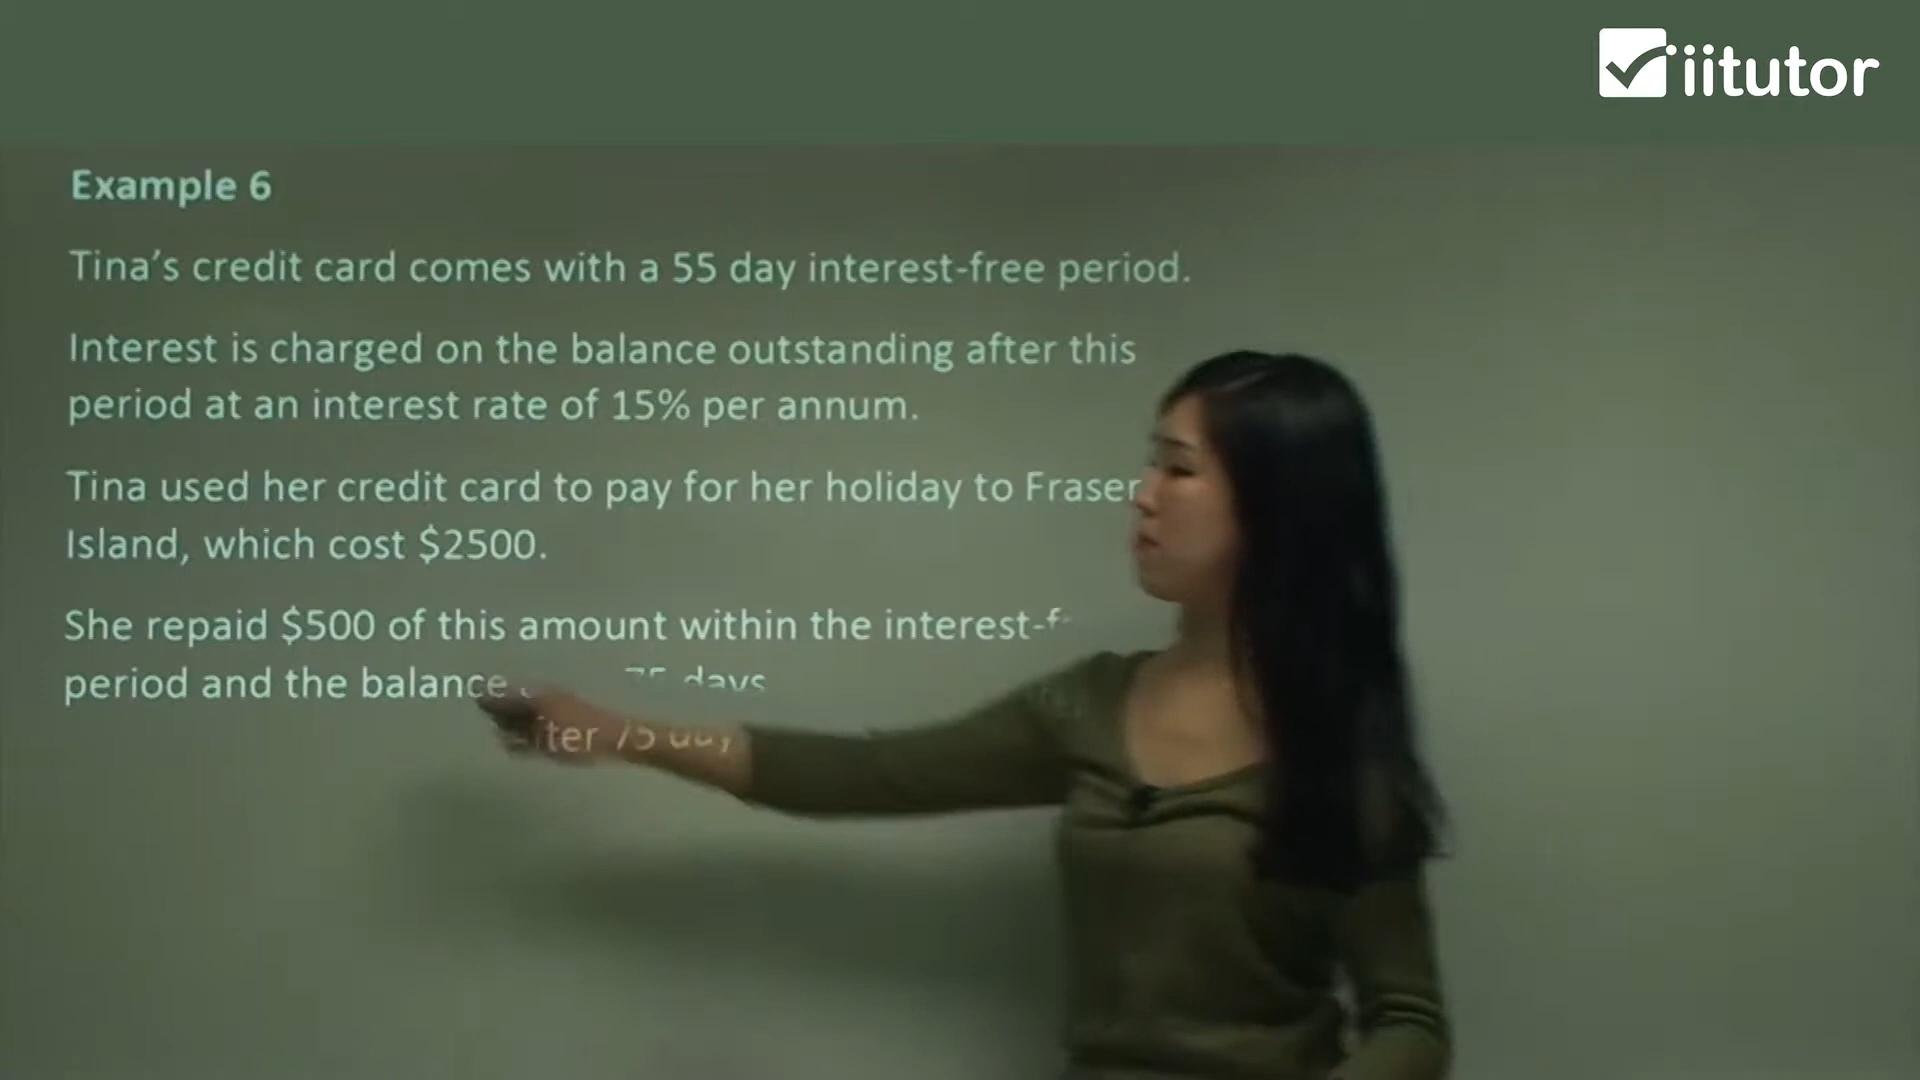 iitutor
Example 6
Tina's credit card comes with a 55 day interest-free period.
Interest is charged on the balance outstanding after this
period at an interest rate of 15% per annum.
Tina used her credit card to pay for her holiday to Fraser
Island, which cost $2500.
She repaid $500 of this amount within the interest-f
period and the balance 75 days